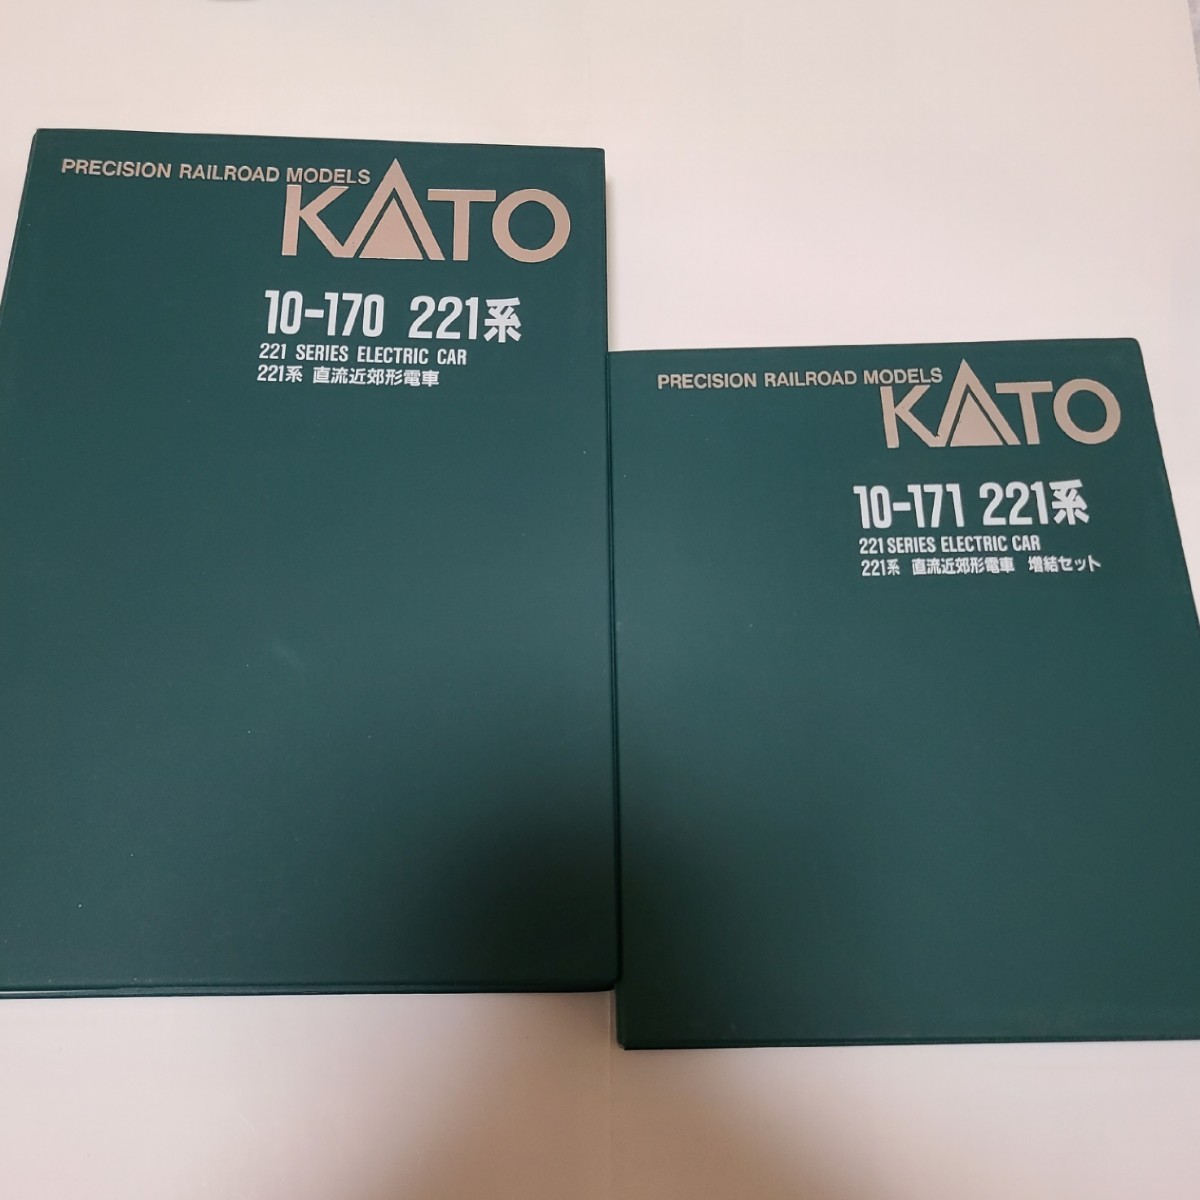 PRECISION RAILROAD MODELS
KATO
10-170 221系
221 SERIES ELECTRIC CAR
221系 直流近郊形電車
PRECISION RAILROAD MODELS
KATO
10-171 221系
221 SERIES ELECTRIC CAR
221系 直流近郊形電車 増結セット